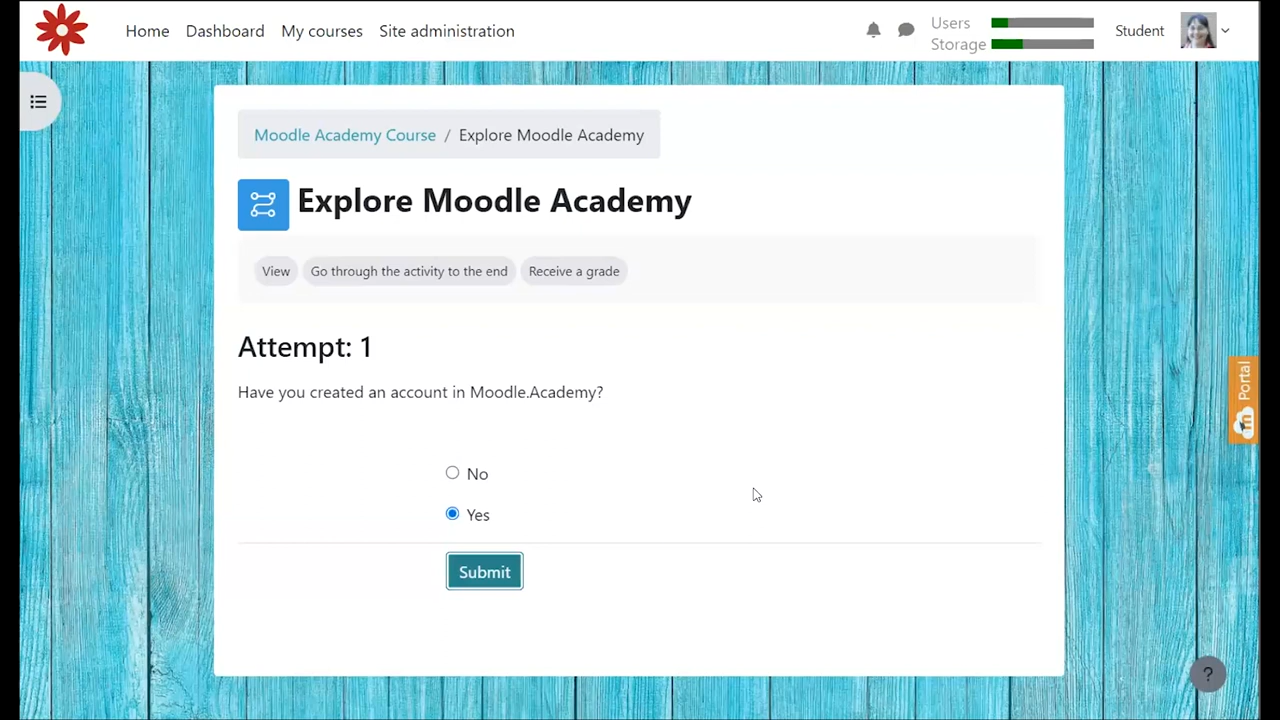 Home Dashboard My courses Site administration
Users
Storage
Student
Moodle Academy Course / Explore Moodle Academy
Explore Moodle Academy
View Go through the activity to the end Receive a grade
Attempt: 1
Have you created an account in Moodle.Academy?
No
Yes
Submit
Portal
?